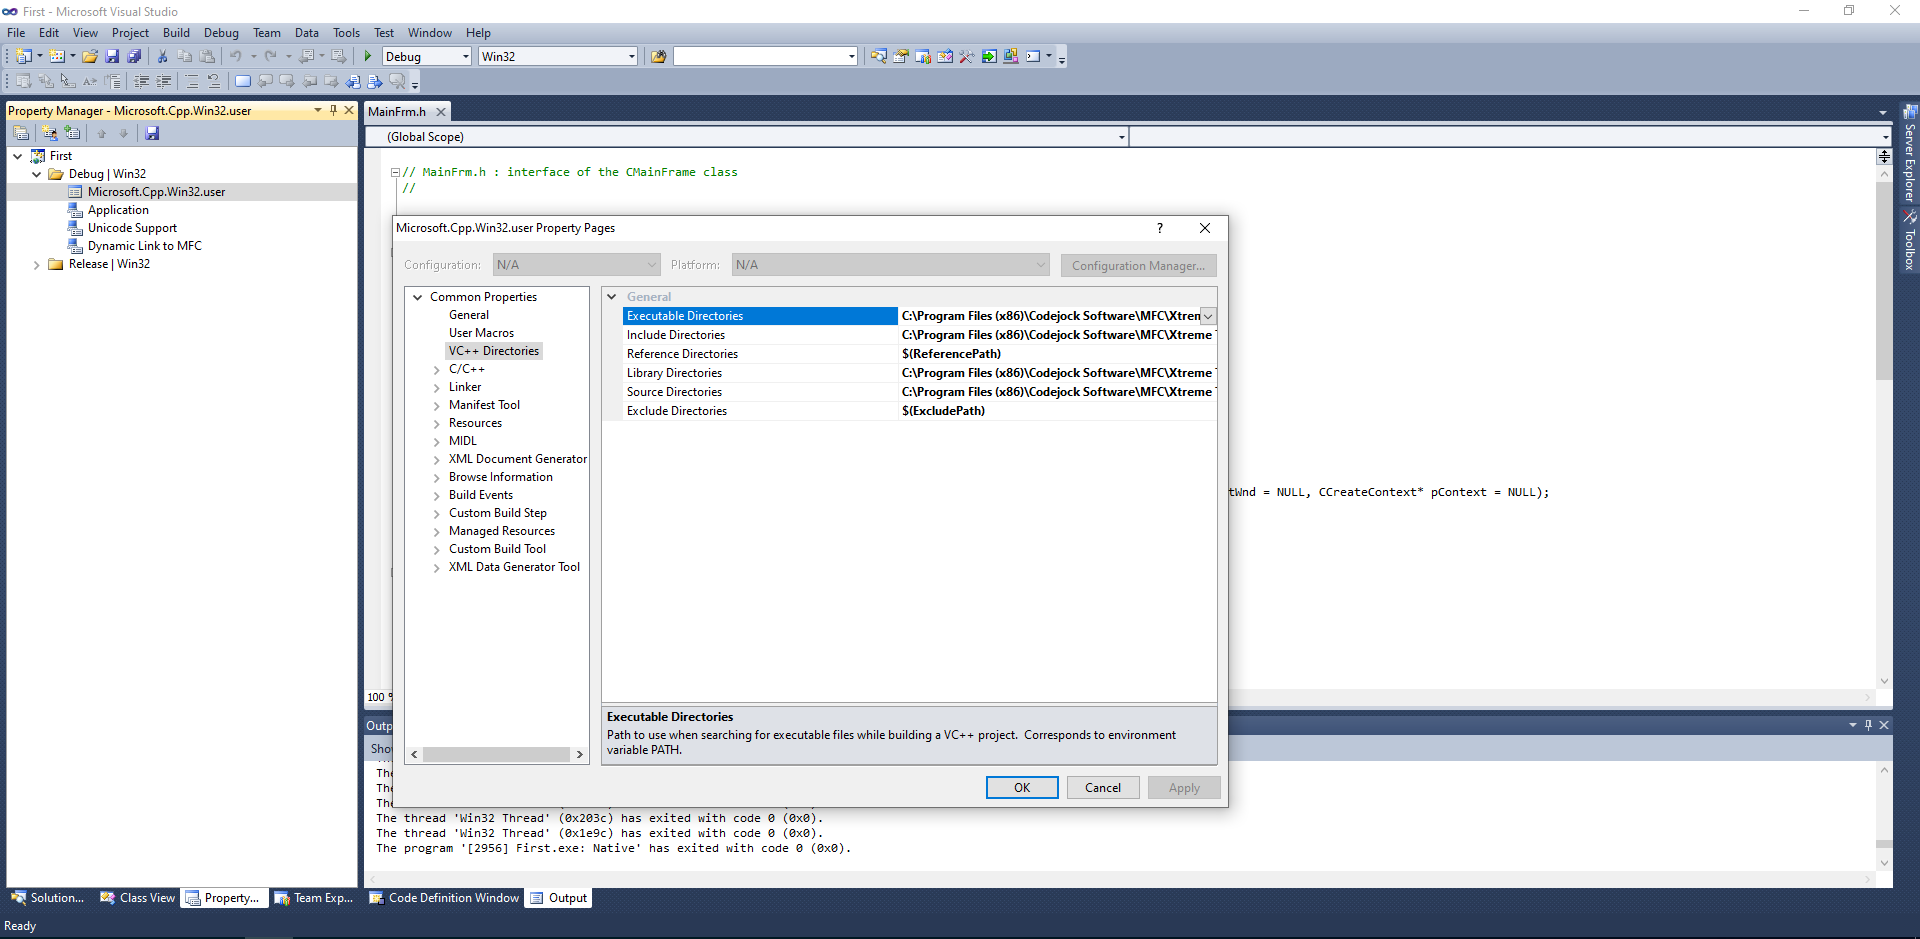 First - Microsoft Visual Studio
File Edit View Project Build Debug Team Data Tools Test Window Help
Debug Win32
Property Manager - Microsoft.Cpp.Win32.user
First
Debug | Win32
Microsoft.Cpp.Win32.user
Application
Unicode Support
Dynamic Link to MFC
Release | Win32
MainFrm.h
(Global Scope)
// MainFrm.h : interface of the CMainFrame class
//
Microsoft.Cpp.Win32.user Property Pages
?
Configuration: N/A Platform: N/A Configuration Manager...
Common Properties
General
User Macros
VC++ Directories
C/C++
Linker
Manifest Tool
Resources
MIDL
XML Document Generator
Browse Information
Build Events
Custom Build Step
Managed Resources
Custom Build Tool
XML Data Generator Tool
General
Executable Directories C:\Program Files (x86)\Codejock Software\MFC\Xtrem
Include Directories C:\Program Files (x86)\Codejock Software\MFC\Xtreme
Reference Directories $(ReferencePath)
Library Directories C:\Program Files (x86)\Codejock Software\MFC\Xtreme
Source Directories C:\Program Files (x86)\Codejock Software\MFC\Xtreme
Exclude Directories $(ExcludePath)
Executable Directories
Path to use when searching for executable files while building a VC++ project. Corresponds to environment
variable PATH.
OK Cancel Apply
tWnd = NULL, CCreateContext* pContext = NULL);
100 %
Outp
Sho
The
The
The
The thread 'Win32 Thread' (0x203c) has exited with code 0 (0x0).
The thread 'Win32 Thread' (0x1e9c) has exited with code 0 (0x0).
The program '[2956] First.exe: Native' has exited with code 0 (0x0).
Server Explorer
Toolbox
Solution... Class View Property... Team Exp... Code Definition Window Output
Ready